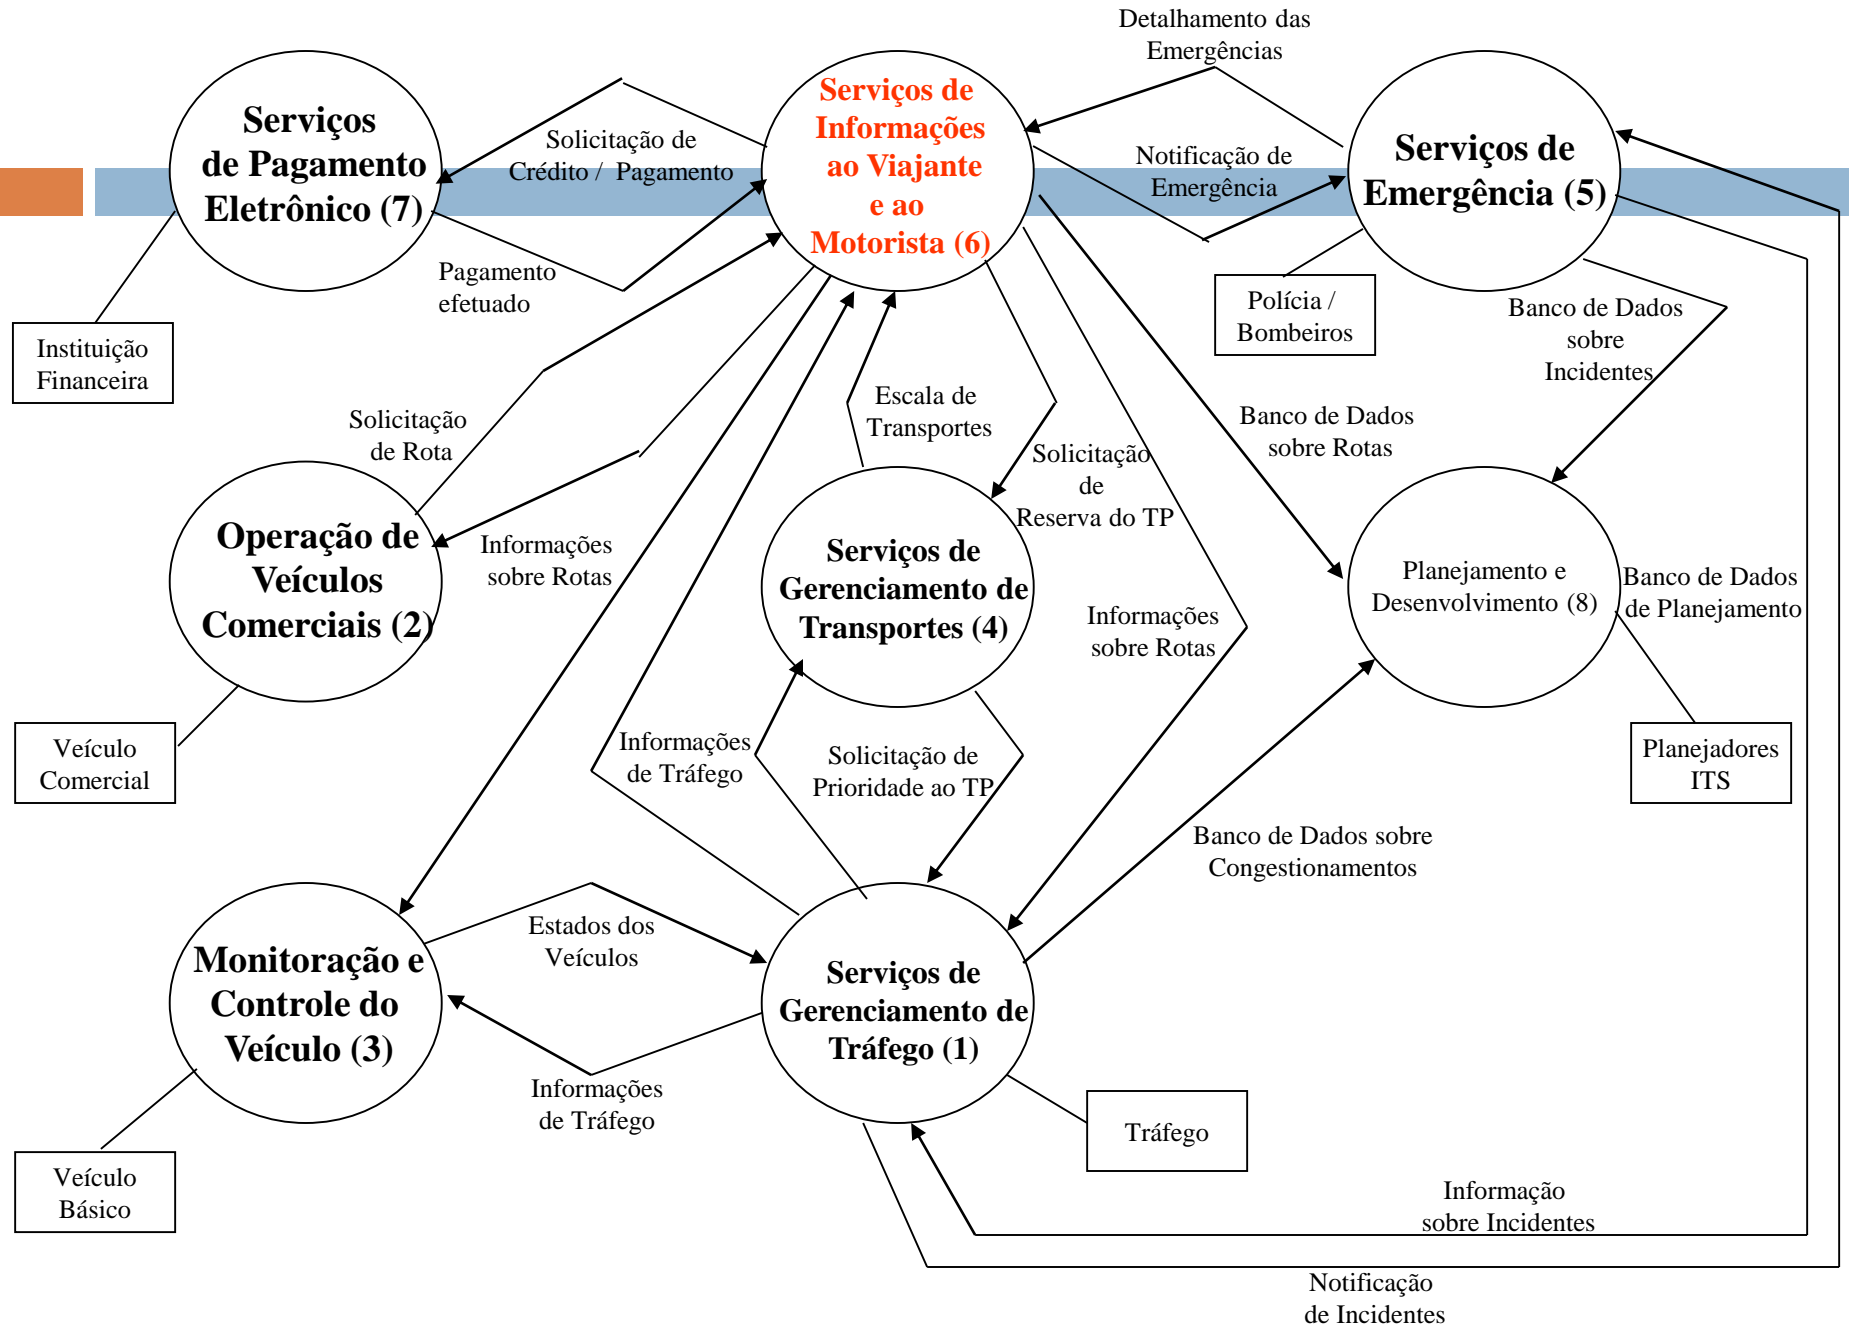 Detalhamento das
Emergências
Serviços
de Pagamento
Eletrônico (7)
Solicitação de
Crédito / Pagamento
Serviços de
Informações
ao Viajante
e ao
Motorista (6)
Notificação de
Emergência
Serviços de
Emergência (5)
Pagamento
efetuado
Instituição
Financeira
Polícia /
Bombeiros
Banco de Dados
sobre
Incidentes
Solicitação
de Rota
Escala de
Transportes
Solicitação
de
Reserva do TP
Banco de Dados
sobre Rotas
Operação de
Veículos
Comerciais (2)
Informações
sobre Rotas
Serviços de
Gerenciamento de
Transportes (4)
Informações
sobre Rotas
Planejamento e
Desenvolvimento (8)
Banco de Dados
de Planejamento
Veículo
Comercial
Informações
de Tráfego
Solicitação de
Prioridade ao TP
Planejadores
ITS
Banco de Dados sobre
Congestionamentos
Monitoração e
Controle do
Veículo (3)
Estados dos
Veículos
Serviços de
Gerenciamento de
Tráfego (1)
Informações
de Tráfego
Tráfego
Veículo
Básico
Informação
sobre Incidentes
Notificação
de Incidentes